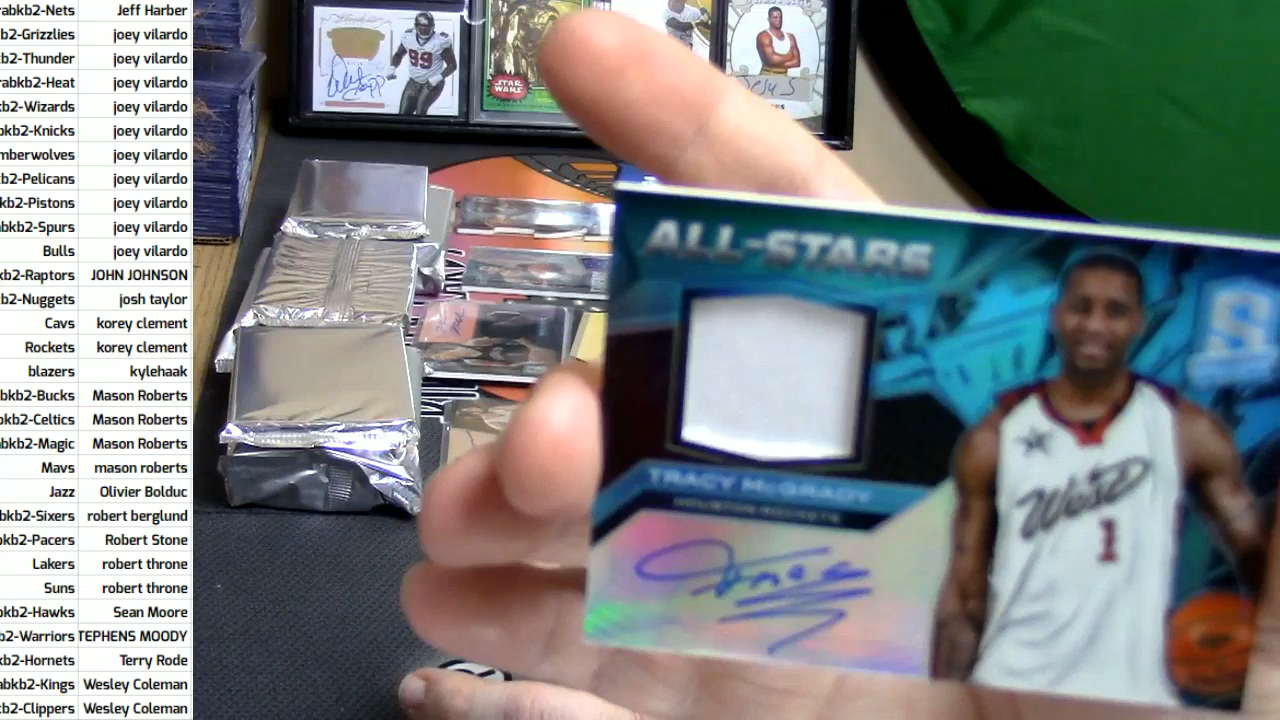 rabkb2-Nets Jeff Harber
kb2-Grizzlies joey vilardo
kb2-Thunder joey vilardo
rabkb2-Heat joey vilardo
kb2-Wizards joey vilardo
bkb2-Knicks joey vilardo
mberwolves joey vilardo
b2-Pelicans joey vilardo
kb2-Pistons joey vilardo
bkb2-Spurs joey vilardo
Bulls joey vilardo
kb2-Raptors JOHN JOHNSON
kb2-Nuggets josh taylor
Cavs korey clement
Rockets korey clement
blazers kylehaak
abkb2-Bucks Mason Roberts
bkb2-Celtics Mason Roberts
bkb2-Magic Mason Roberts
Mavs mason roberts
Jazz Olivier Bolduc
bkb2-Sixers robert berglund
bkb2-Pacers Robert Stone
Lakers robert throne
Suns robert throne
bkb2-Hawks Sean Moore
b2-Warriors TEPHENS MOODY
kb2-Hornets Terry Rode
abkb2-Kings Wesley Coleman
kb2-Clippers Wesley Coleman
99
STAR WARS
ALL-STARS
S
TRACY McGRADY
HOUSTON ROCKETS
West
1